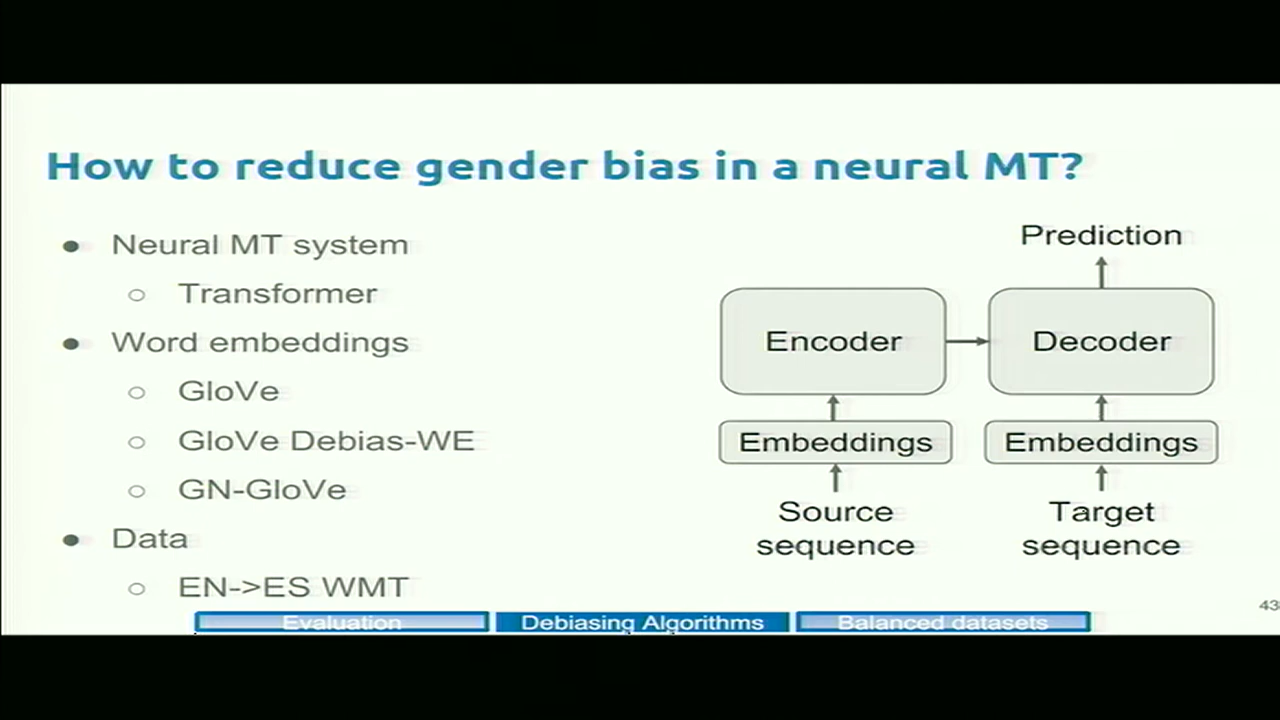 How to reduce gender bias in a neural MT?
● Neural MT system
○ Transformer
● Word embeddings
○ GloVe
○ GloVe Debias-WE
○ GN-GloVe
● Data
○ EN->ES WMT
Prediction
Encoder
Decoder
Embeddings
Embeddings
Source
sequence
Target
sequence
43
Evaluation
Debiasing Algorithms
Balanced datasets